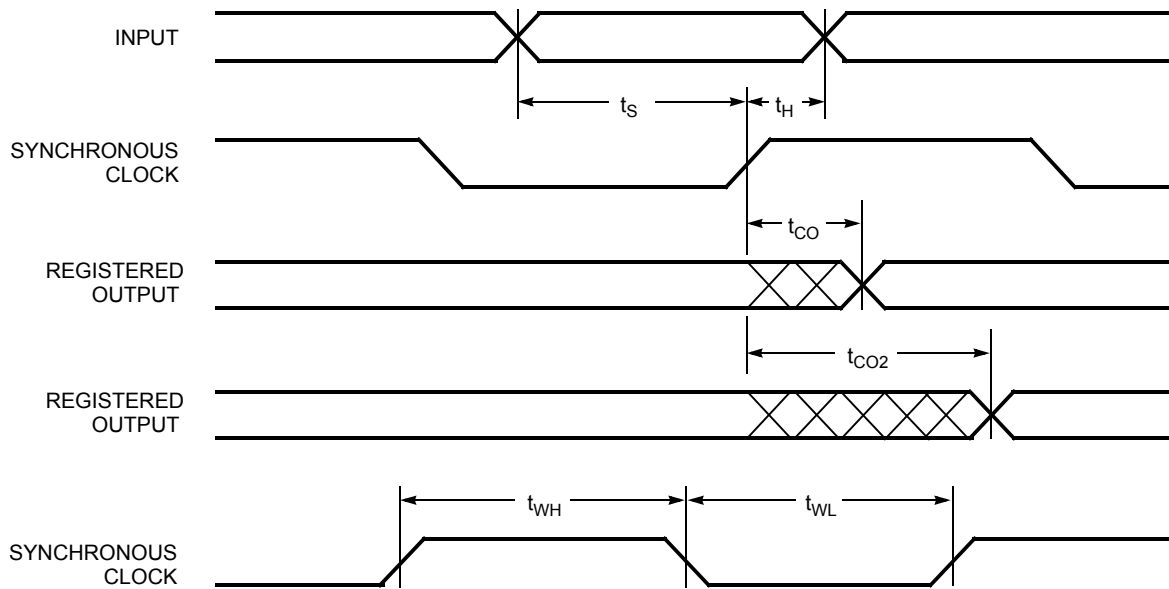 INPUT
tS
tH
SYNCHRONOUS
CLOCK
tCO
REGISTERED
OUTPUT
tCO2
REGISTERED
OUTPUT
tWH
tWL
SYNCHRONOUS
CLOCK